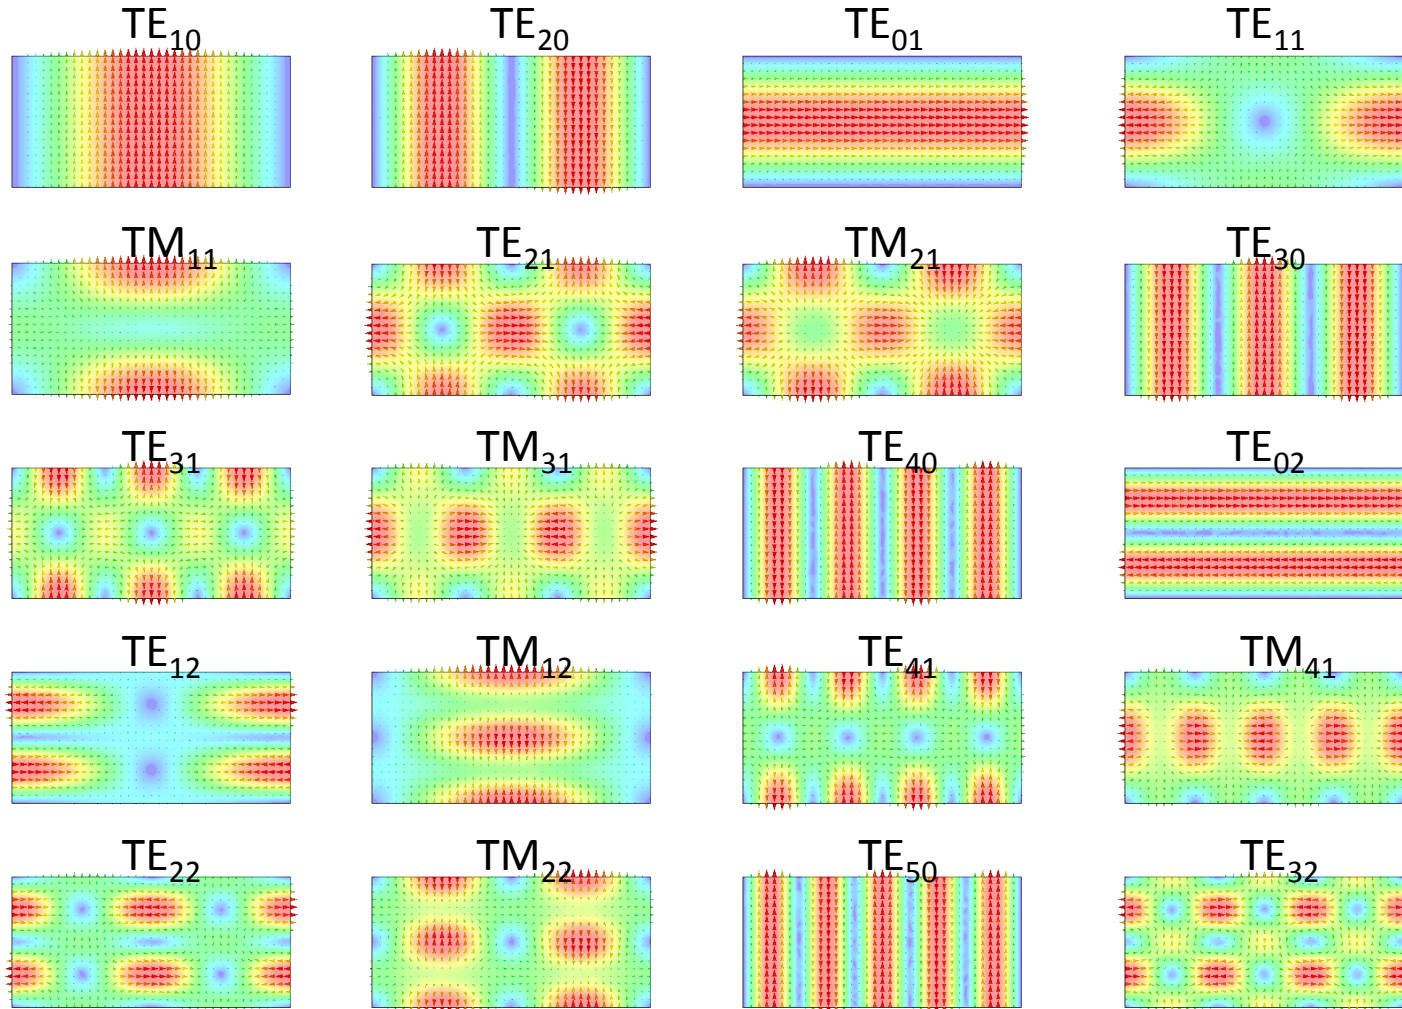 TE₁₀ TE₂₀ TE₀₁ TE₁₁
TM₁₁ TE₂₁ TM₂₁ TE₃₀
TE₃₁ TM₃₁ TE₄₀ TE₀₂
TE₁₂ TM₁₂ TE₄₁ TM₄₁
TE₂₂ TM₂₂ TE₅₀ TE₃₂